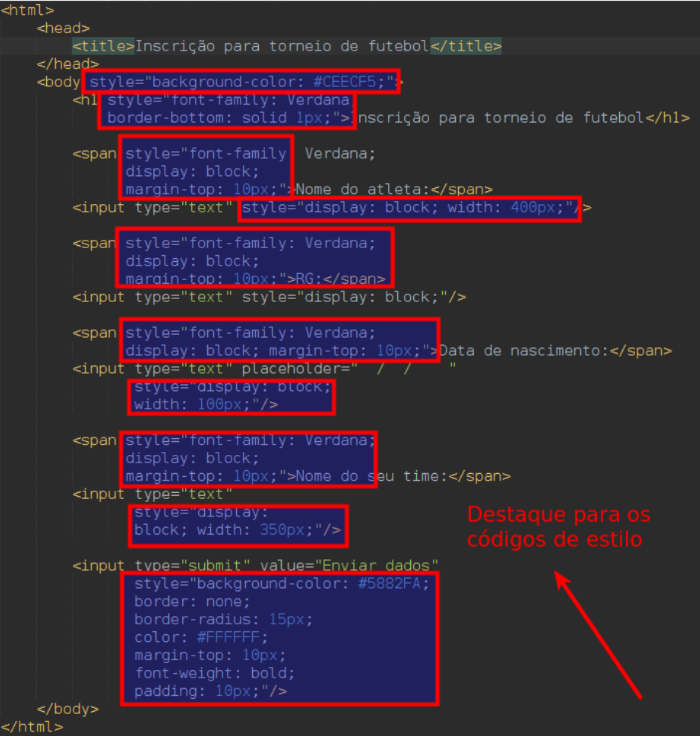 <html>
<head>
<title>Inscrição para torneio de futebol</title>
</head>
<body style="background-color: #CEECF5;">
<h1 style="font-family: Verdana;
border-bottom: solid 1px;">Inscrição para torneio de futebol</h1>
<span style="font-family: Verdana;
display: block;
margin-top: 10px;">Nome do atleta:</span>
<input type="text" style="display: block; width: 400px;"/>
<span style="font-family: Verdana;
display: block;
margin-top: 10px;">RG:</span>
<input type="text" style="display: block;"/>
<span style="font-family: Verdana;
display: block; margin-top: 10px;">Data de nascimento:</span>
<input type="text" placeholder="  /  /    "
style="display: block;
width: 100px;"/>
<span style="font-family: Verdana;
display: block;
margin-top: 10px;">Nome do seu time:</span>
<input type="text"
style="display:
block; width: 350px;"/>
Destaque para os
códigos de estilo
<input type="submit" value="Enviar dados"
style="background-color: #5882FA;
border: none;
border-radius: 15px;
color: #FFFFFF;
margin-top: 10px;
font-weight: bold;
padding: 10px;"/>
</body>
</html>